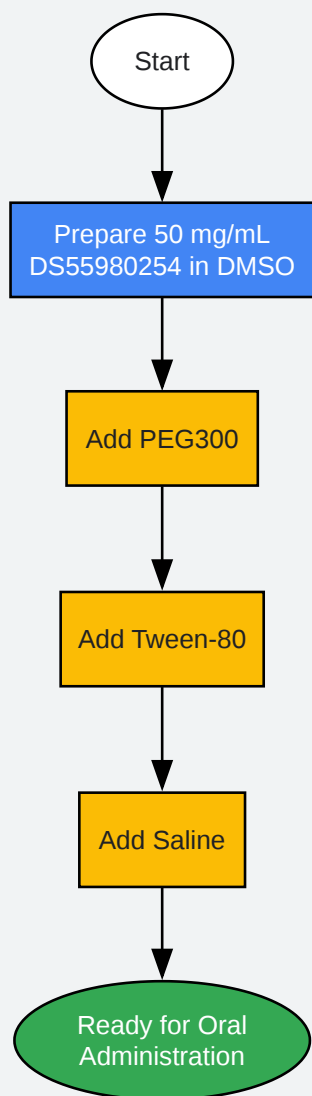 Start
Prepare 50 mg/mL
DS55980254 in DMSO
Add PEG300
Add Tween-80
Add Saline
Ready for Oral
Administration